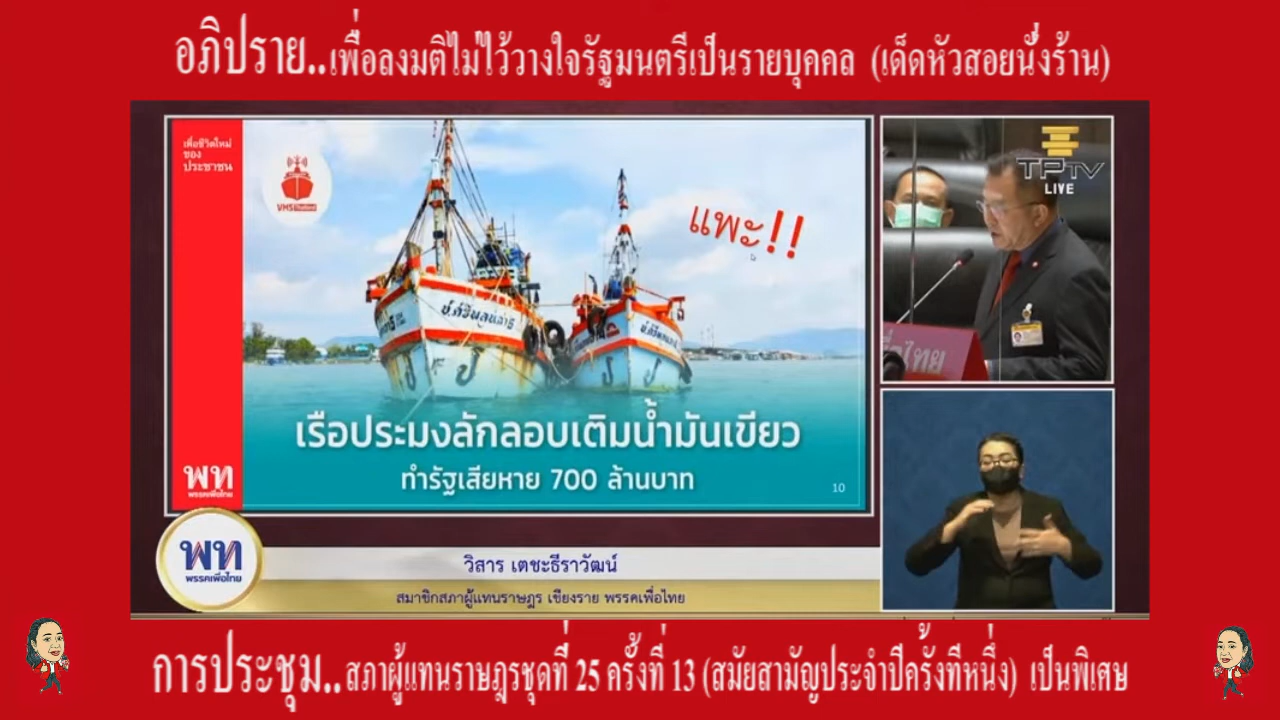 อภิปราย..เพื่อลงมติไม่ไว้วางใจรัฐมนตรีเป็นรายบุคคล (เด็ดหัวสอยนั่งร้าน)
เพื่อชีวิตใหม่
ของ
ประชาชน
VMSThailand
แพะ!!
TPTV
LIVE
เรือประมงลักลอบเติมน้ำมันเขียว
ทำรัฐเสียหาย 700 ล้านบาท
10
พท
พรรคเพื่อไทย
พท
พรรคเพื่อไทย
วิสาร เตชะธีราวัฒน์
สมาชิกสภาผู้แทนราษฎร เชียงราย พรรคเพื่อไทย
การประชุม..สภาผู้แทนราษฎรชุดที่ 25 ครั้งที่ 13 (สมัยสามัญประจำปีครั้งที่หนึ่ง) เป็นพิเศษ